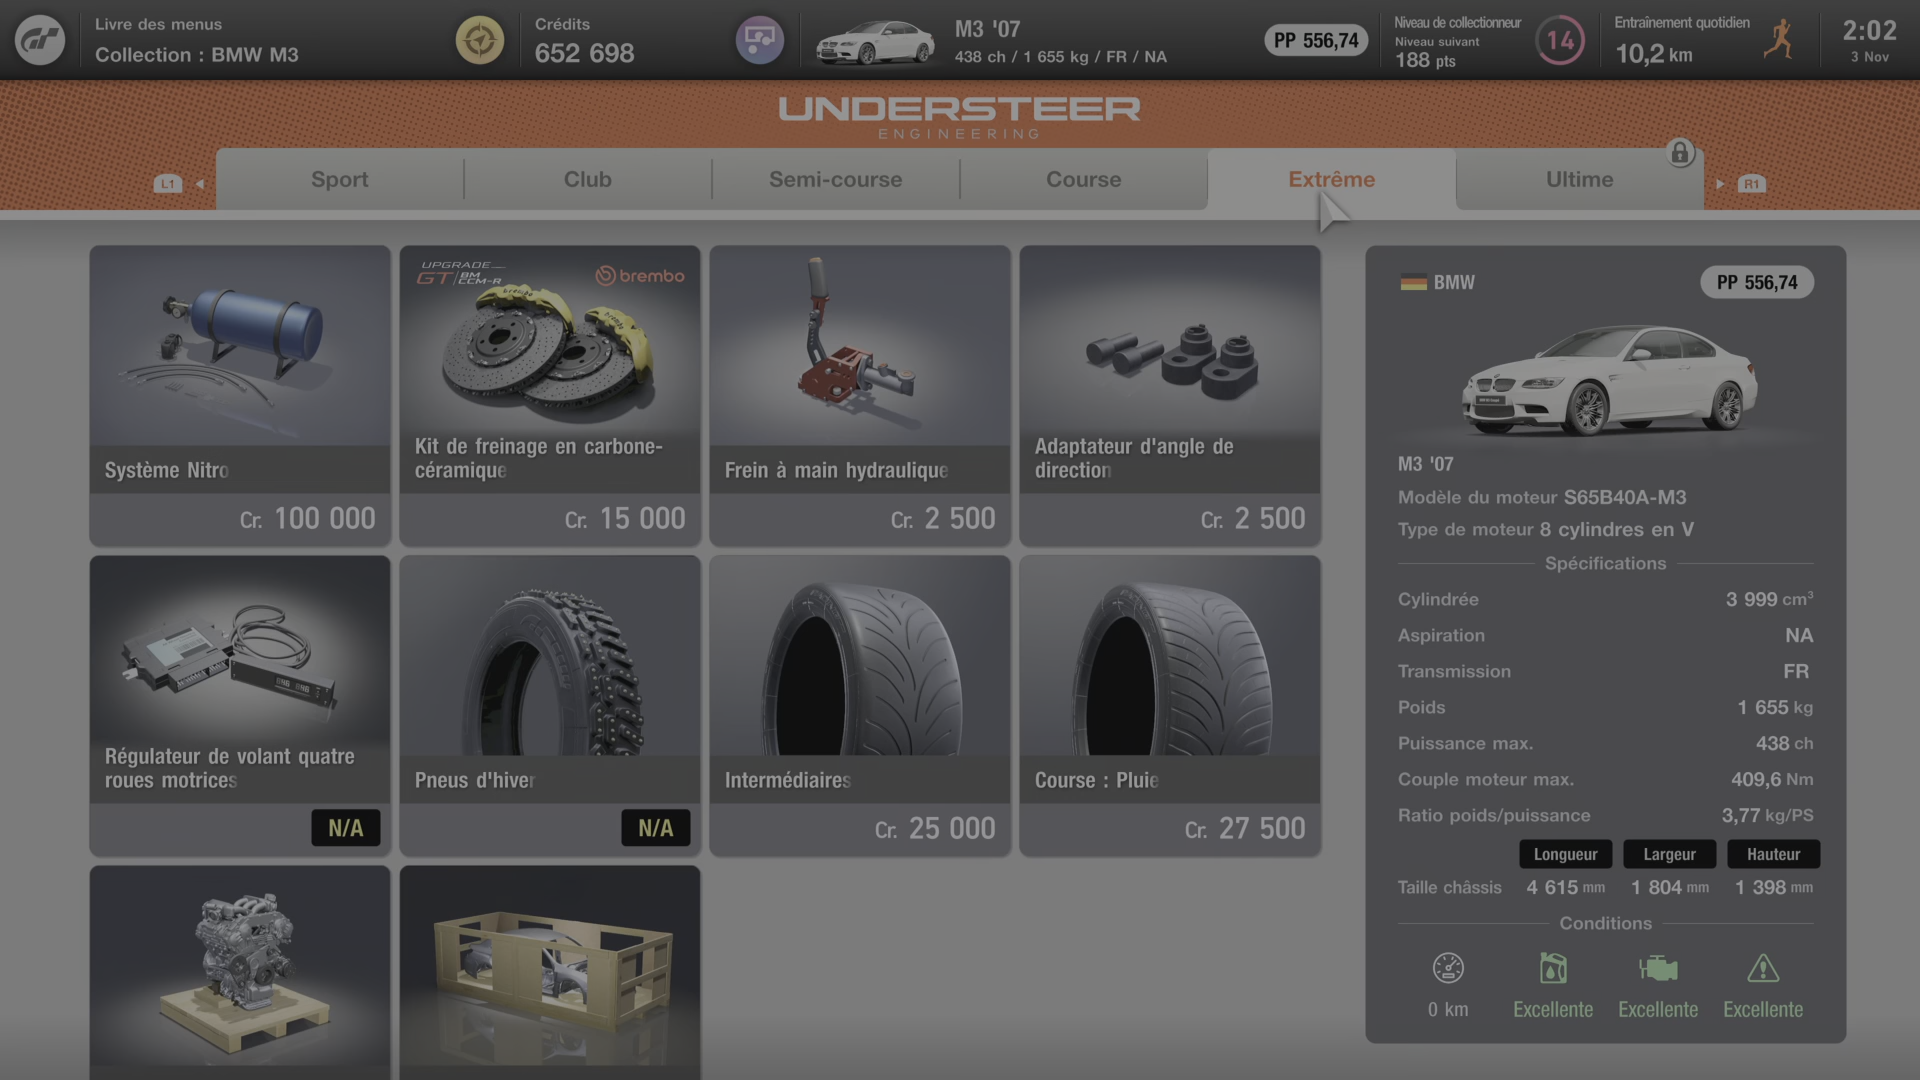 Livre des menus
Collection : BMW M3
Crédits
652 698
M3 '07
438 ch / 1 655 kg / FR / NA
PP 556,74
Niveau de collectionneur
Niveau suivant
188 pts
14
Entraînement quotidien
10,2 km
2:02
3 Nov
UNDERSTEER
ENGINEERING
L1
Sport
Club
Semi-course
Course
Extrême
Ultime
R1
Système Nitro
Cr. 100 000
UPGRADE
GT BM
CCM-R
brembo
Kit de freinage en carbone-
céramique
Cr. 15 000
Frein à main hydraulique
Cr. 2 500
Adaptateur d'angle de
direction
Cr. 2 500
Régulateur de volant quatre
roues motrices
N/A
Pneus d'hiver
N/A
Intermédiaires
Cr. 25 000
Course : Pluie
Cr. 27 500
BMW
PP 556,74
M3 '07
Modèle du moteur S65B40A-M3
Type de moteur 8 cylindres en V
Spécifications
Cylindrée 3 999 cm³
Aspiration NA
Transmission FR
Poids 1 655 kg
Puissance max. 438 ch
Couple moteur max. 409,6 Nm
Ratio poids/puissance 3,77 kg/PS
Longueur Largeur Hauteur
Taille châssis 4 615 mm 1 804 mm 1 398 mm
Conditions
0 km Excellente Excellente Excellente